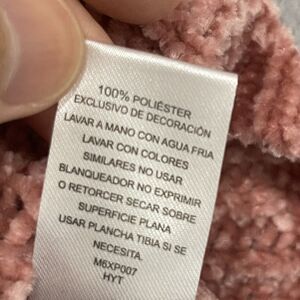 100% POLIÉSTER
EXCLUSIVO DE DECORACIÓN
LAVAR A MANO CON AGUA FRIA
LAVAR CON COLORES
SIMILARES NO USAR
BLANQUEADOR NO EXPRIMIR
O RETORCER SECAR SOBRE
SUPERFICIE PLANA
USAR PLANCHA TIBIA SI SE
NECESITA.
M6XP007
HYT